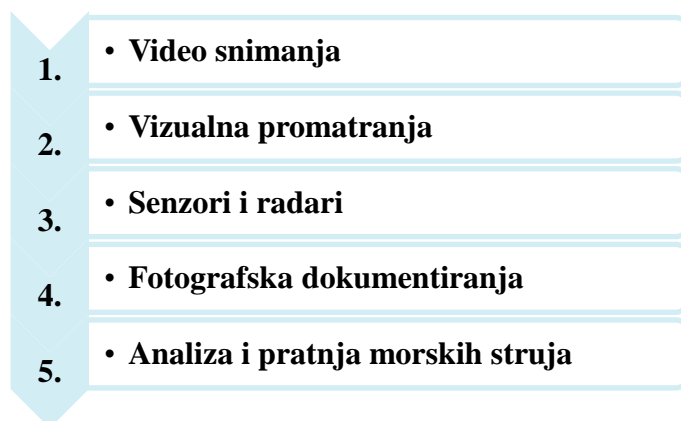 1. • Video snimanja
2. • Vizualna promatranja
3. • Senzori i radari
4. • Fotografska dokumentiranja
5. • Analiza i pratnja morskih struja